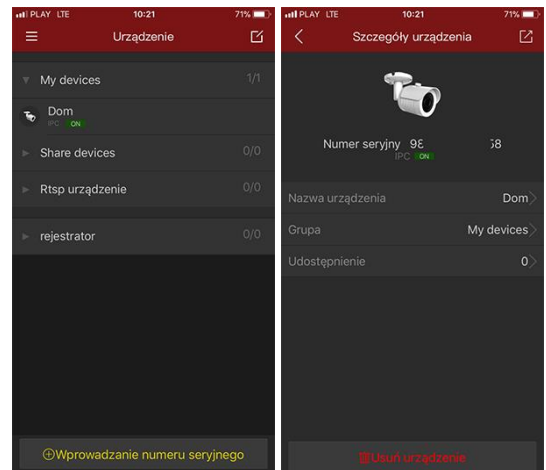 PLAY LTE 10:21 71%
Urządzenie
My devices 1/1
Dom
IPC ON
Share devices 0/0
Rtsp urządzenie 0/0
rejestrator 0/0
⊕Wprowadzanie numeru seryjnego
PLAY LTE 10:21 71%
Szczegóły urządzenia
Numer seryjny 98 58
IPC ON
Nazwa urządzenia Dom
Grupa My devices
Udostępnienie 0
Usuń urządzenie